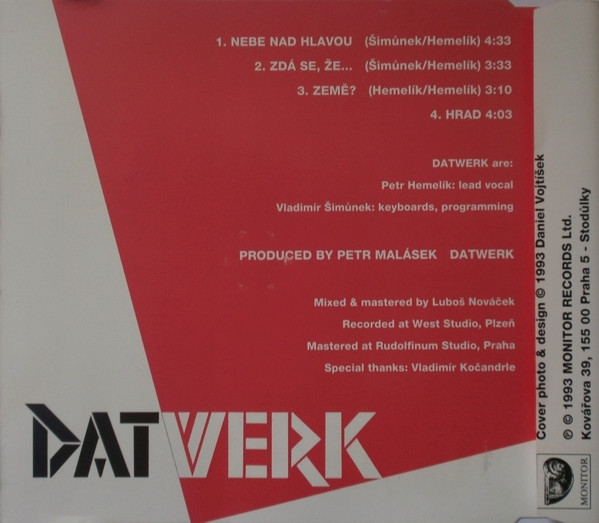 1. NEBE NAD HLAVOU (Šimůnek/Hemelík) 4:33
2. ZDÁ SE, ŽE... (Šimůnek/Hemelík) 3:33
3. ZEMĚ? (Hemelík/Hemelík) 3:10
4. HRAD 4:03
DATWERK are:
Petr Hemelík: lead vocal
Vladimír Šimůnek: keyboards, programming
PRODUCED BY PETR MALÁSEK DATWERK
Mixed & mastered by Luboš Nováček
Recorded at West Studio, Plzeň
Mastered at Rudolfinum Studio, Praha
Special thanks: Vladimír Kočandrle
DATWERK
Cover photo & design © 1993 Daniel Vojtíšek
℗ © 1993 MONITOR RECORDS Ltd.
Kovářova 39, 155 00 Praha 5 - Stodůlky
MONITOR